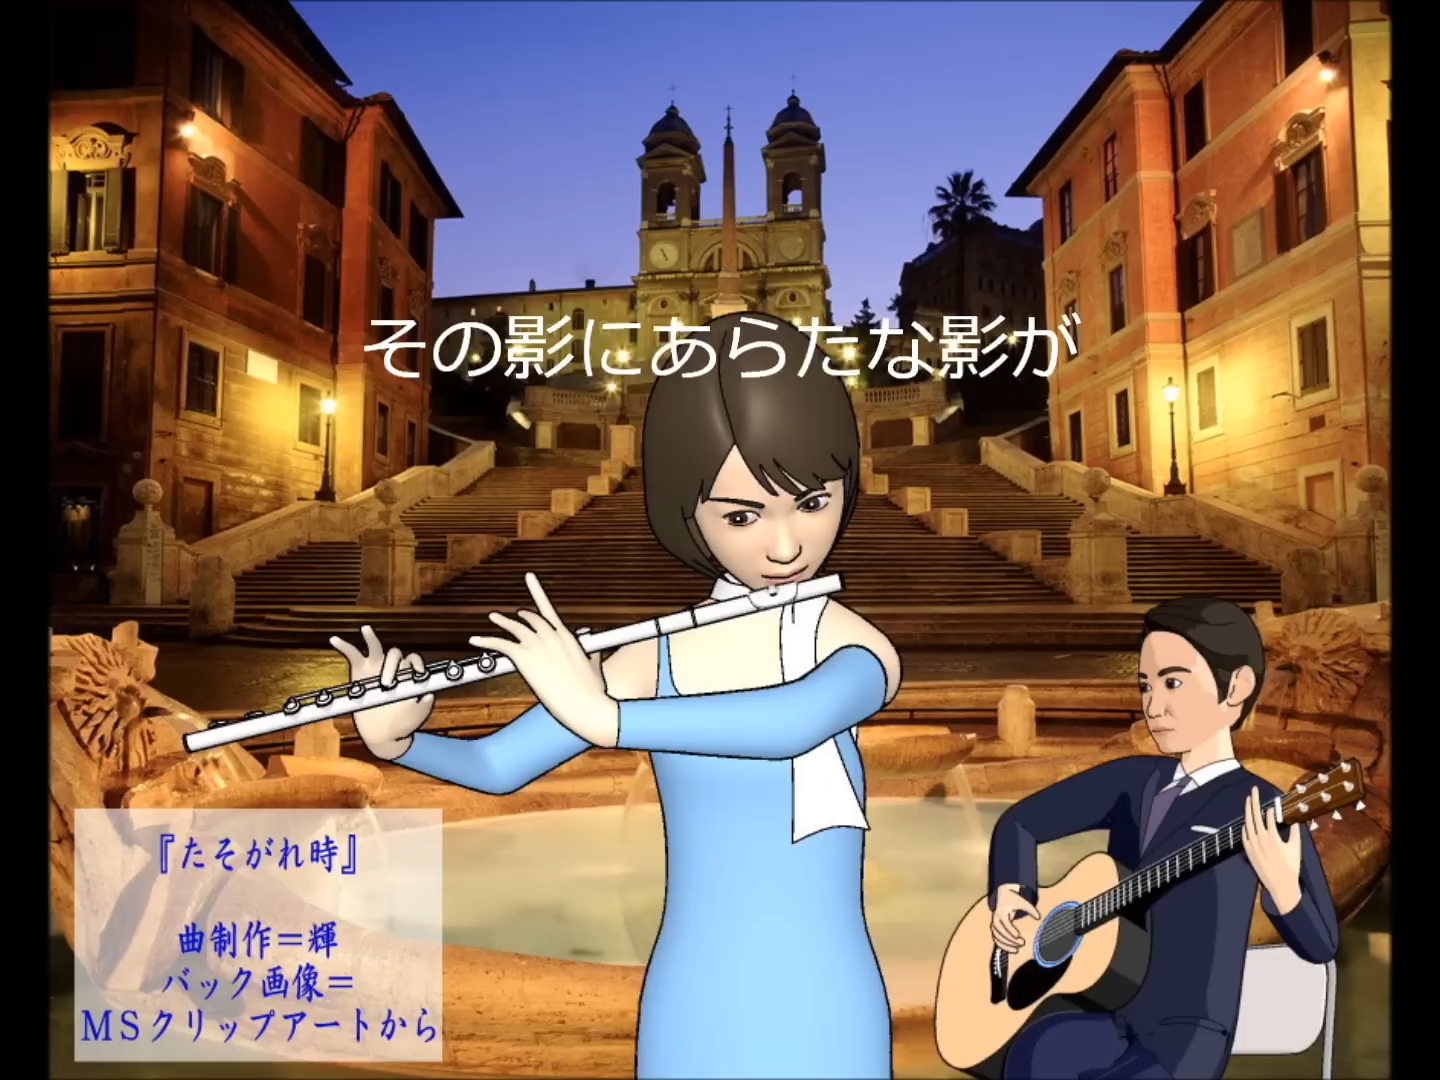 その影にあらたな影が
『たそがれ時』
曲制作＝輝
バック画像＝
ＭＳクリップアートから